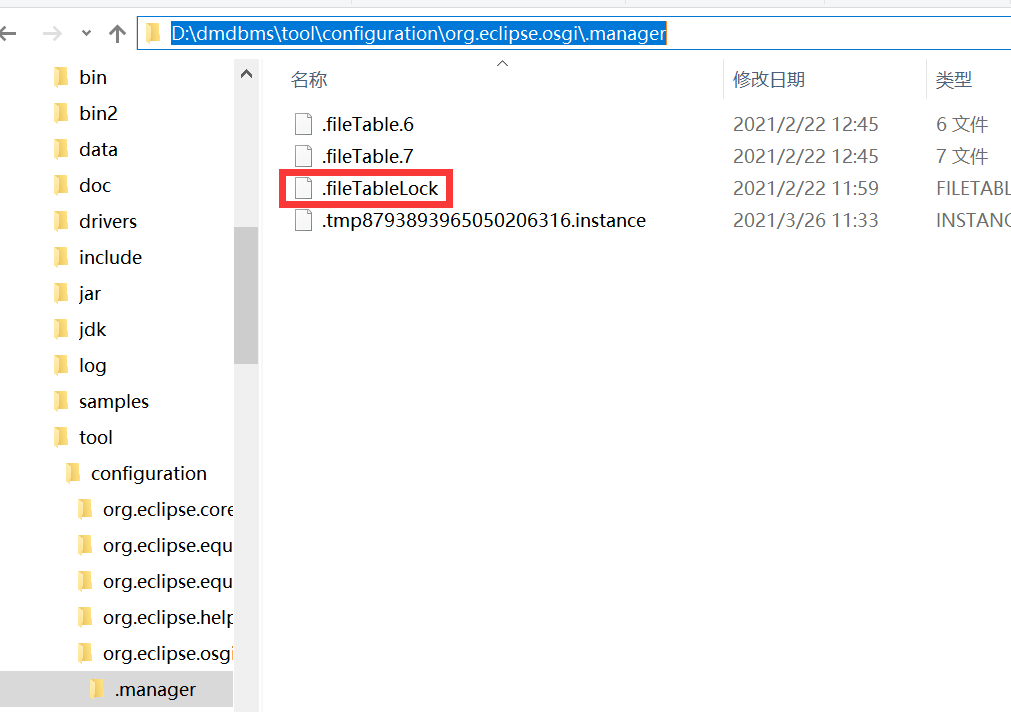 D:\dmdbms\tool\configuration\org.eclipse.osgi\.manager
bin
bin2
data
doc
drivers
include
jar
jdk
log
samples
tool
configuration
org.eclipse.core
org.eclipse.equ
org.eclipse.equ
org.eclipse.help
org.eclipse.osgi
.manager
名称 修改日期 类型
.fileTable.6 2021/2/22 12:45 6 文件
.fileTable.7 2021/2/22 12:45 7 文件
.fileTableLock 2021/2/22 11:59 FILETABL
.tmp8793893965050206316.instance 2021/3/26 11:33 INSTANC